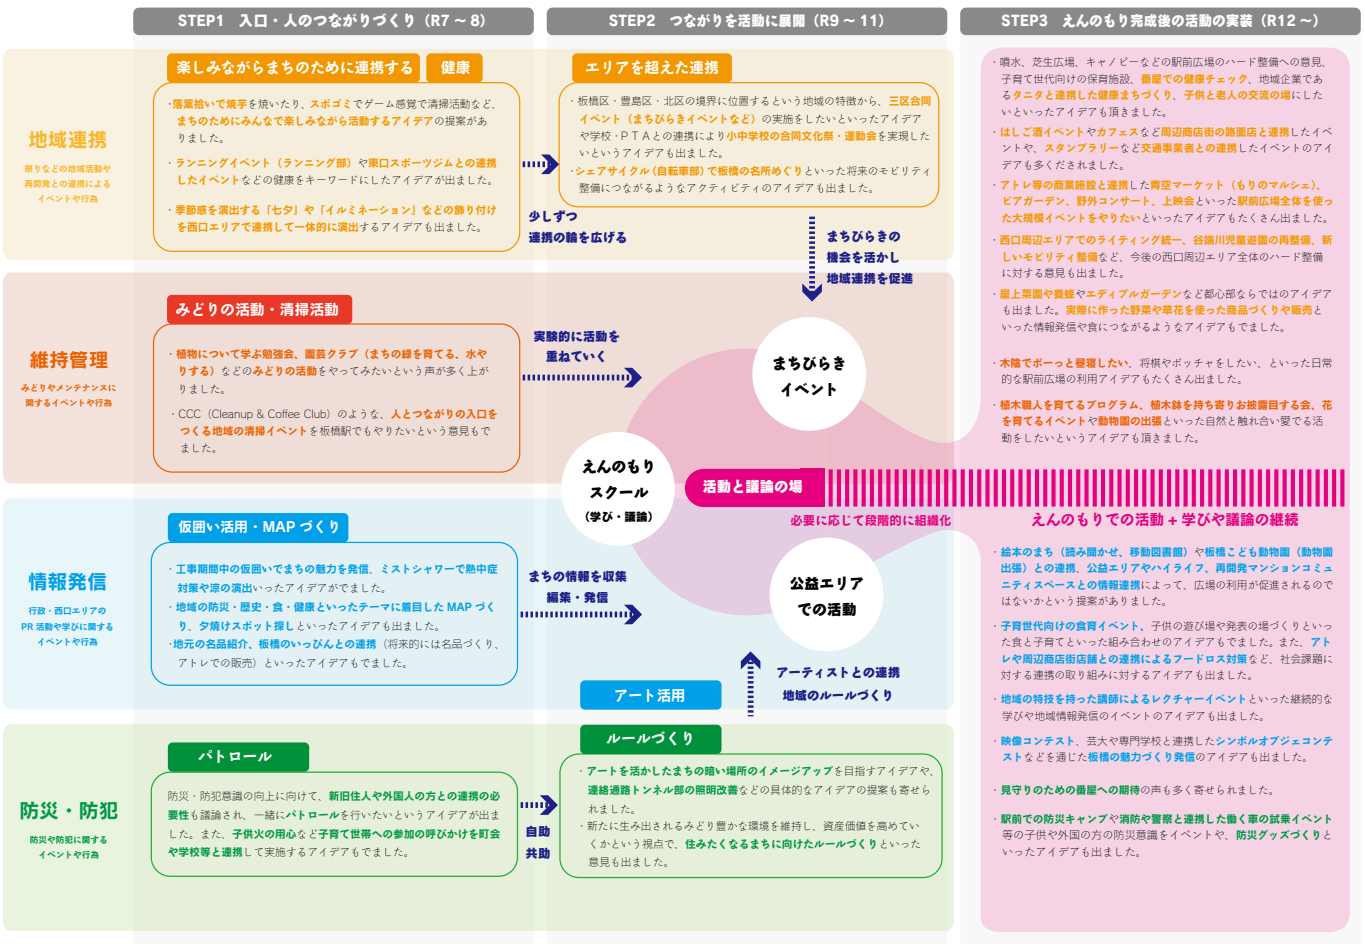 STEP1　入口・人のつながりづくり（R7 ～ 8）
STEP2　つながりを活動に展開（R9 ～ 11）
STEP3　えんのもり完成後の活動の実装（R12 ～）
地域連携
祭りなどの地域活動や
再開発との連携による
イベントや行為
楽しみながらまちのために連携する
健康
・落葉拾いで焼芋を焼いたり、スポゴミでゲーム感覚で清掃活動など、
まちのためにみんなで楽しみながら活動するアイデアの提案があ
りました。
・ランニングイベント（ランニング部）や東口スポーツジムとの連携
したイベントなどの健康をキーワードにしたアイデアが出ました。
・季節感を演出する「七夕」や「イルミネーション」などの飾り付け
を西口エリアで連携して一体的に演出するアイデアも出ました。
少しずつ
連携の輪を広げる
エリアを超えた連携
・板橋区・豊島区・北区の境界に位置するという地域の特徴から、三区合同
イベント（まちびらきイベントなど）の実施をしたいといったアイデア
や学校・PTAとの連携により小中学校の合同文化祭・運動会を実現した
いというアイデアも出ました。
・シェアサイクル（自転車部）で板橋の名所めぐりといった将来のモビリティ
整備につながるようなアクティビティのアイデアも出ました。
まちびらきの
機会を活かし
地域連携を促進
維持管理
みどりやメンテナンスに
関するイベントや行為
みどりの活動・清掃活動
・植物について学ぶ勉強会、園芸クラブ（まちの緑を育てる、水や
りする）などのみどりの活動をやってみたいという声が多く上が
りました。
・CCC（Cleanup & Coffee Club）のような、人とつながりの入口を
つくる地域の清掃イベントを板橋駅でもやりたいという意見もで
ました。
実験的に活動を
重ねていく
まちびらき
イベント
えんのもり
スクール
（学び・議論）
活動と議論の場
必要に応じて段階的に組織化
公益エリア
での活動
情報発信
行政・西口エリアの
PR 活動や学びに関する
イベントや行為
仮囲い活用・MAP づくり
・工事期間中の仮囲いでまちの魅力を発信、ミストシャワーで熱中症
対策や涼の演出いったアイデアがでました。
・地域の防災・歴史・食・健康といったテーマに着目した MAP づく
り、夕焼けスポット探しといったアイデアも出ました。
・地元の名品紹介、板橋のいっぴんとの連携（将来的には名品づくり、
アトレでの販売）といったアイデアもでました。
まちの情報を収集
編集・発信
アーティストとの連携
地域のルールづくり
アート活用
防災・防犯
防災や防犯に関する
イベントや行為
パトロール
防災・防犯意識の向上に向けて、新旧住人や外国人の方との連携の必
要性も議論され、一緒にパトロールを行いたいというアイデアが出ま
した。また、子供火の用心など子育て世帯への参加の呼びかけを町会
や学校等と連携して実施するアイデアもでました。
自助
共助
ルールづくり
・アートを活かしたまちの暗い場所のイメージアップを目指すアイデアや、
連絡通路トンネル部の照明改善などの具体的なアイデアの提案も寄せら
れました。
・新たに生み出されるみどり豊かな環境を維持し、資産価値を高めてい
くかという視点で、住みたくなるまちに向けたルールづくりといった
意見も出ました。
・噴水、芝生広場、キャノピーなどの駅前広場のハード整備への意見、
子育て世代向けの保育施設、番屋での健康チェック、地域企業であ
るタニタと連携した健康まちづくり、子供と老人の交流の場にした
いといったアイデアも頂きました。
・はしご酒イベントやカフェスなど周辺商店街の路面店と連携したイベ
ントや、スタンプラリーなど交通事業者との連携したイベントのアイ
デアも多くだされました。
・アトレ等の商業施設と連携した青空マーケット（もりのマルシェ）、
ビアガーデン、野外コンサート、上映会といった駅前広場全体を使っ
た大規模イベントをやりたいといったアイデアもたくさん出ました。
・西口周辺エリアでのライティング統一、谷端川児童遊園の再整備、新
しいモビリティ整備など、今後の西口周辺エリア全体のハード整備
に対する意見も出ました。
・屋上菜園や養蜂やエディブルガーデンなど都心部ならではのアイデア
も出ました。実際に作った野菜や草花を使った商品づくりや販売と
いった情報発信や食につながるようなアイデアもでました。
・木陰でボーっと昼寝したい、将棋やボッチャをしたい、といった日常
的な駅前広場の利用アイデアもたくさん出ました。
・植木職人を育てるプログラム、植木鉢を持ち寄りお披露目する会、花
を育てるイベントや動物園の出張といった自然と触れ合い愛でる活
動をしたいというアイデアも頂きました。
えんのもりでの活動 + 学びや議論の継続
・絵本のまち（読み聞かせ、移動図書館）や板橋こども動物園（動物園
出張）との連携、公益エリアやハイライフ、再開発マンションコミュ
ニティスペースとの情報連携によって、広場の利用が促進されるので
はないかという提案がありました。
・子育世代向けの食育イベント、子供の遊び場や発表の場づくりといっ
た食と子育てといった組み合わせのアイデアもでました。また、アト
レや周辺商店街店舗との連携によるフードロス対策など、社会課題に
対する連携の取り組みに対するアイデアも出ました。
・地域の特技を持った講師によるレクチャーイベントといった継続的な
学びや地域情報発信のイベントのアイデアも出ました。
・映像コンテスト、芸大や専門学校と連携したシンボルオブジェコンテ
ストなどを通じた板橋の魅力づくり発信のアイデアも出ました。
・見守りのための番屋への期待の声も多く寄せられました。
・駅前での防災キャンプや消防や警察と連携した働く車の試乗イベント
等の子供や外国の方の防災意識をイベントや、防災グッズづくりと
いったアイデアも出ました。